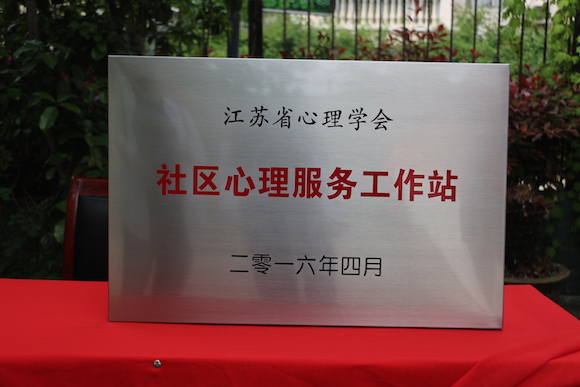 江苏省心理学会
社区心理服务工作站
二零一六年四月